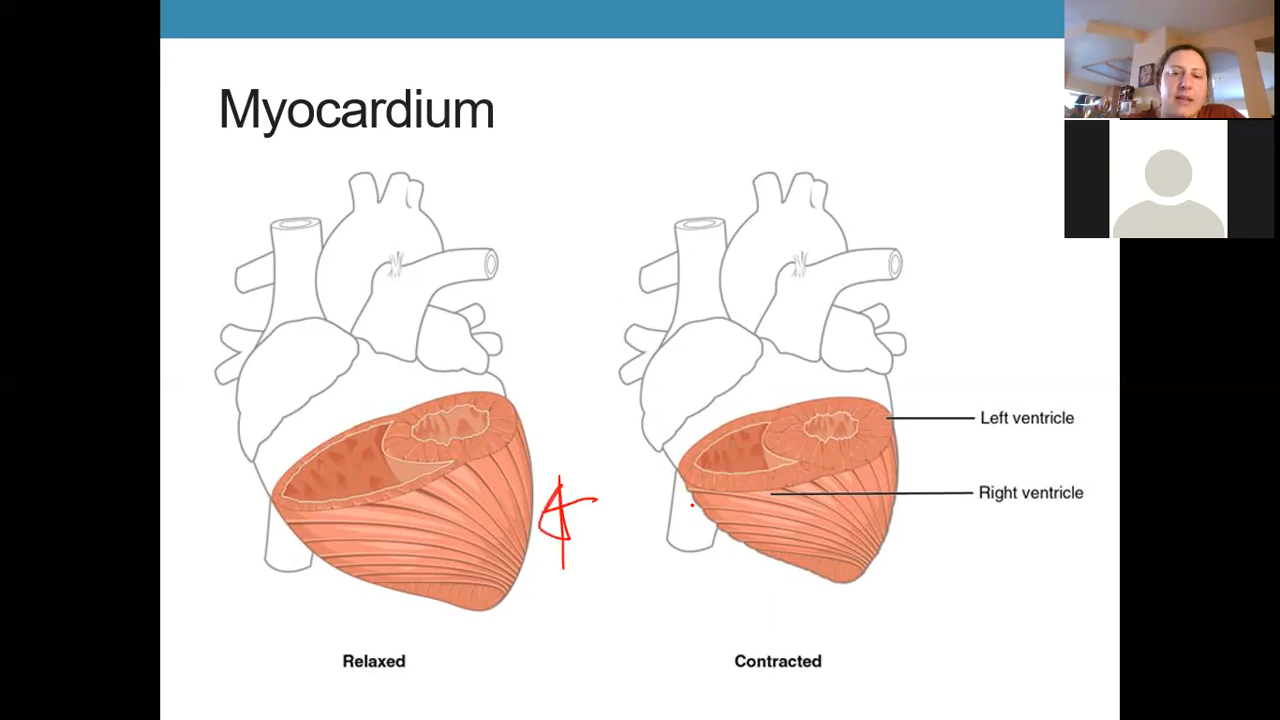 Myocardium
Left ventricle
Right ventricle
Relaxed
Contracted